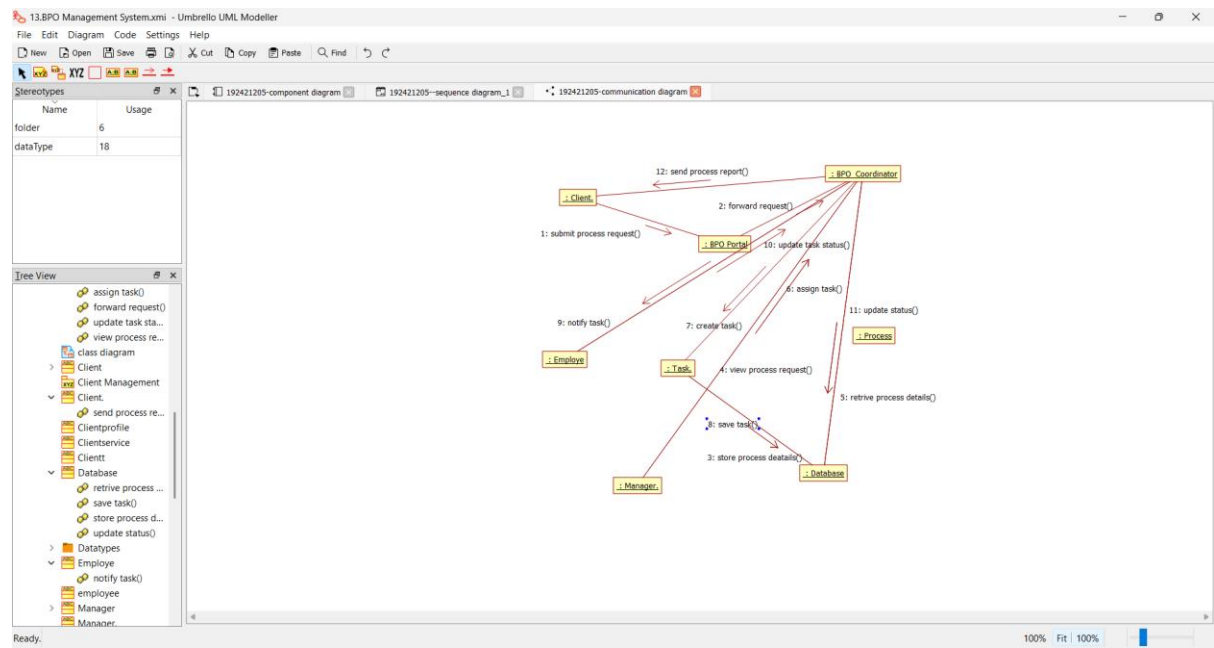 13.BPO Management System.xmi - Umbrello UML Modeller
File Edit Diagram Code Settings Help
New Open Save Cut Copy Paste Find
XYZ XYZ A.B A.B
Stereotypes
Name Usage
folder 6
dataType 18
192421205-component diagram 192421205--sequence diagram_1 192421205-communication diagram
Tree View
assign task()
forward request()
update task sta...
view process re...
class diagram
Client
Client Management
Client.
send process re...
Clientprofile
Clientservice
Clientt
Database
retrive process ...
save task()
store process d...
update status()
Datatypes
Employe
notify task()
employee
Manager
Manager.
12: send process report()
: BPO Coordinator
: Client.
2: forward request()
1: submit process request()
: BPO Portal
10: update task status()
6: assign task()
11: update status()
9: notify task()
7: create task()
: Process
: Employe
: Task.
4: view process request()
5: retrive process details()
8: save task()
3: store process deatails()
: Database
: Manager.
Ready.
100% Fit 100%